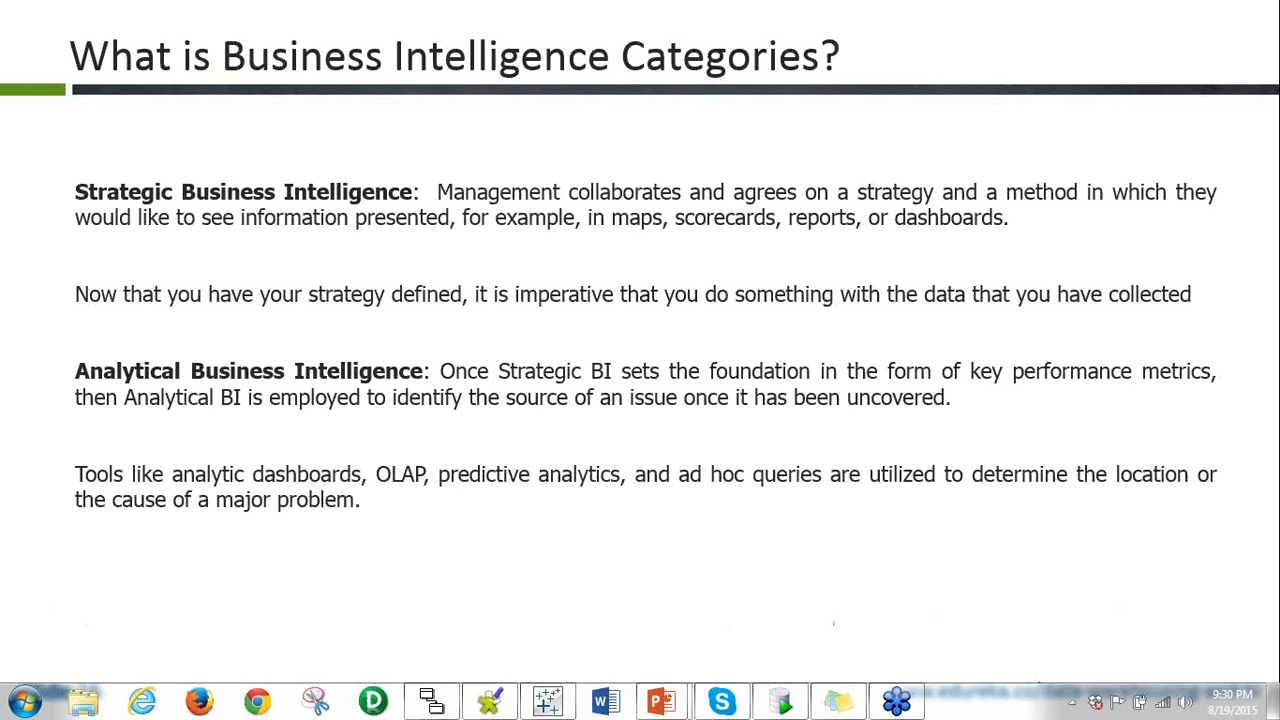 What is Business Intelligence Categories?
Strategic Business Intelligence: Management collaborates and agrees on a strategy and a method in which they
would like to see information presented, for example, in maps, scorecards, reports, or dashboards.
Now that you have your strategy defined, it is imperative that you do something with the data that you have collected
Analytical Business Intelligence: Once Strategic BI sets the foundation in the form of key performance metrics,
then Analytical BI is employed to identify the source of an issue once it has been uncovered.
Tools like analytic dashboards, OLAP, predictive analytics, and ad hoc queries are utilized to determine the location or
the cause of a major problem.
9:30 PM
8/19/2015